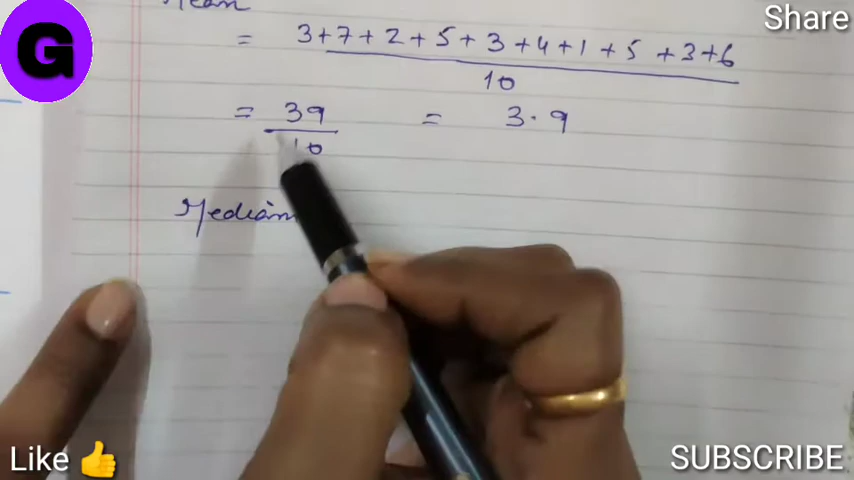 Mean
Share
G
= 3+7+2+5+3+4+1+5+3+6
10
= 39 = 3.9
10
Median
Like 👍
SUBSCRIBE